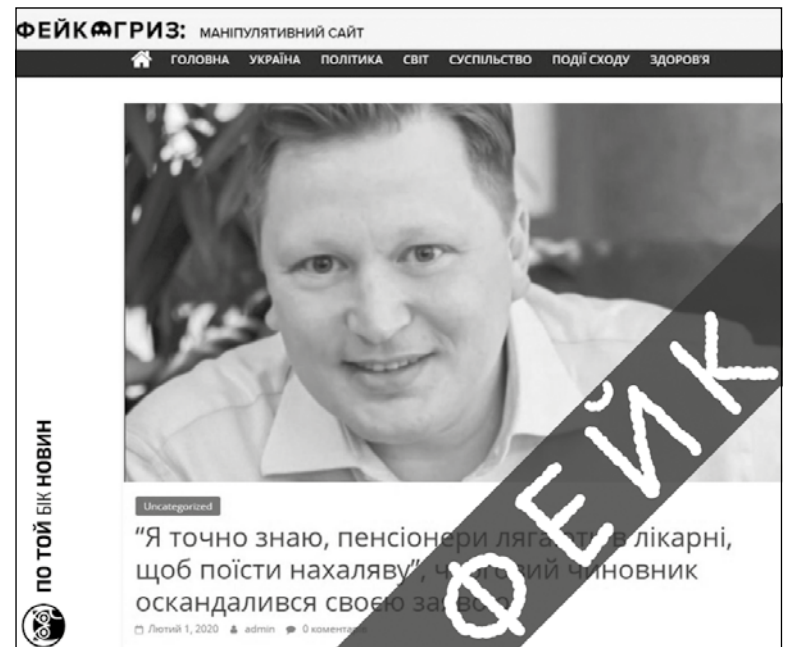 ФЕЙКОГРИЗ: МАНІПУЛЯТИВНИЙ САЙТ
ГОЛОВНА УКРАЇНА ПОЛІТИКА СВІТ СУСПІЛЬСТВО ПОДІЇ СХОДУ ЗДОРОВ'Я
ПО ТОЙ БІК НОВИН
ФЕЙК
Uncategorized
“Я точно знаю, пенсіонери лягають в лікарні,
щоб поїсти нахаляву”, черговий чиновник
оскандалився своєю заявою
Лютий 1, 2020 admin 0 коментарів